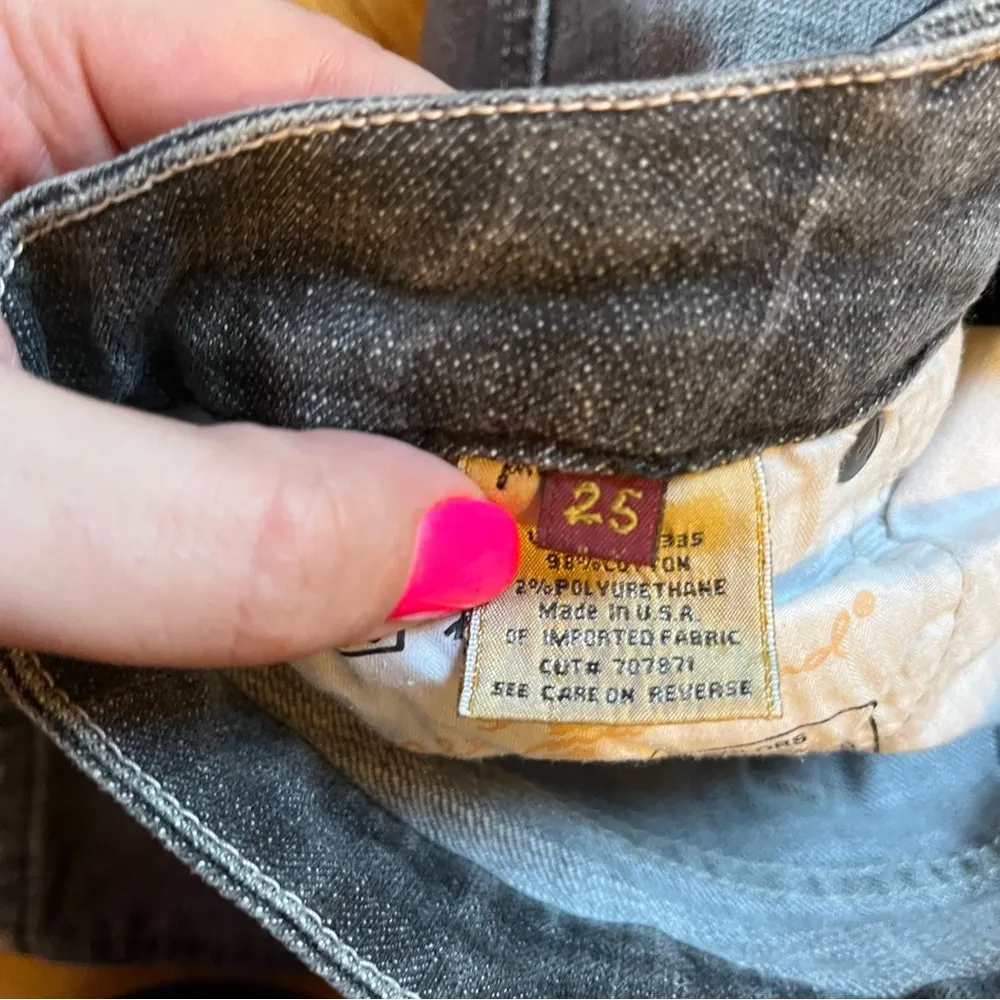 25
335
98% COTTON
2% POLYURETHANE
Made in U.S.A.
OF IMPORTED FABRIC
CUT# 707871
SEE CARE ON REVERSE